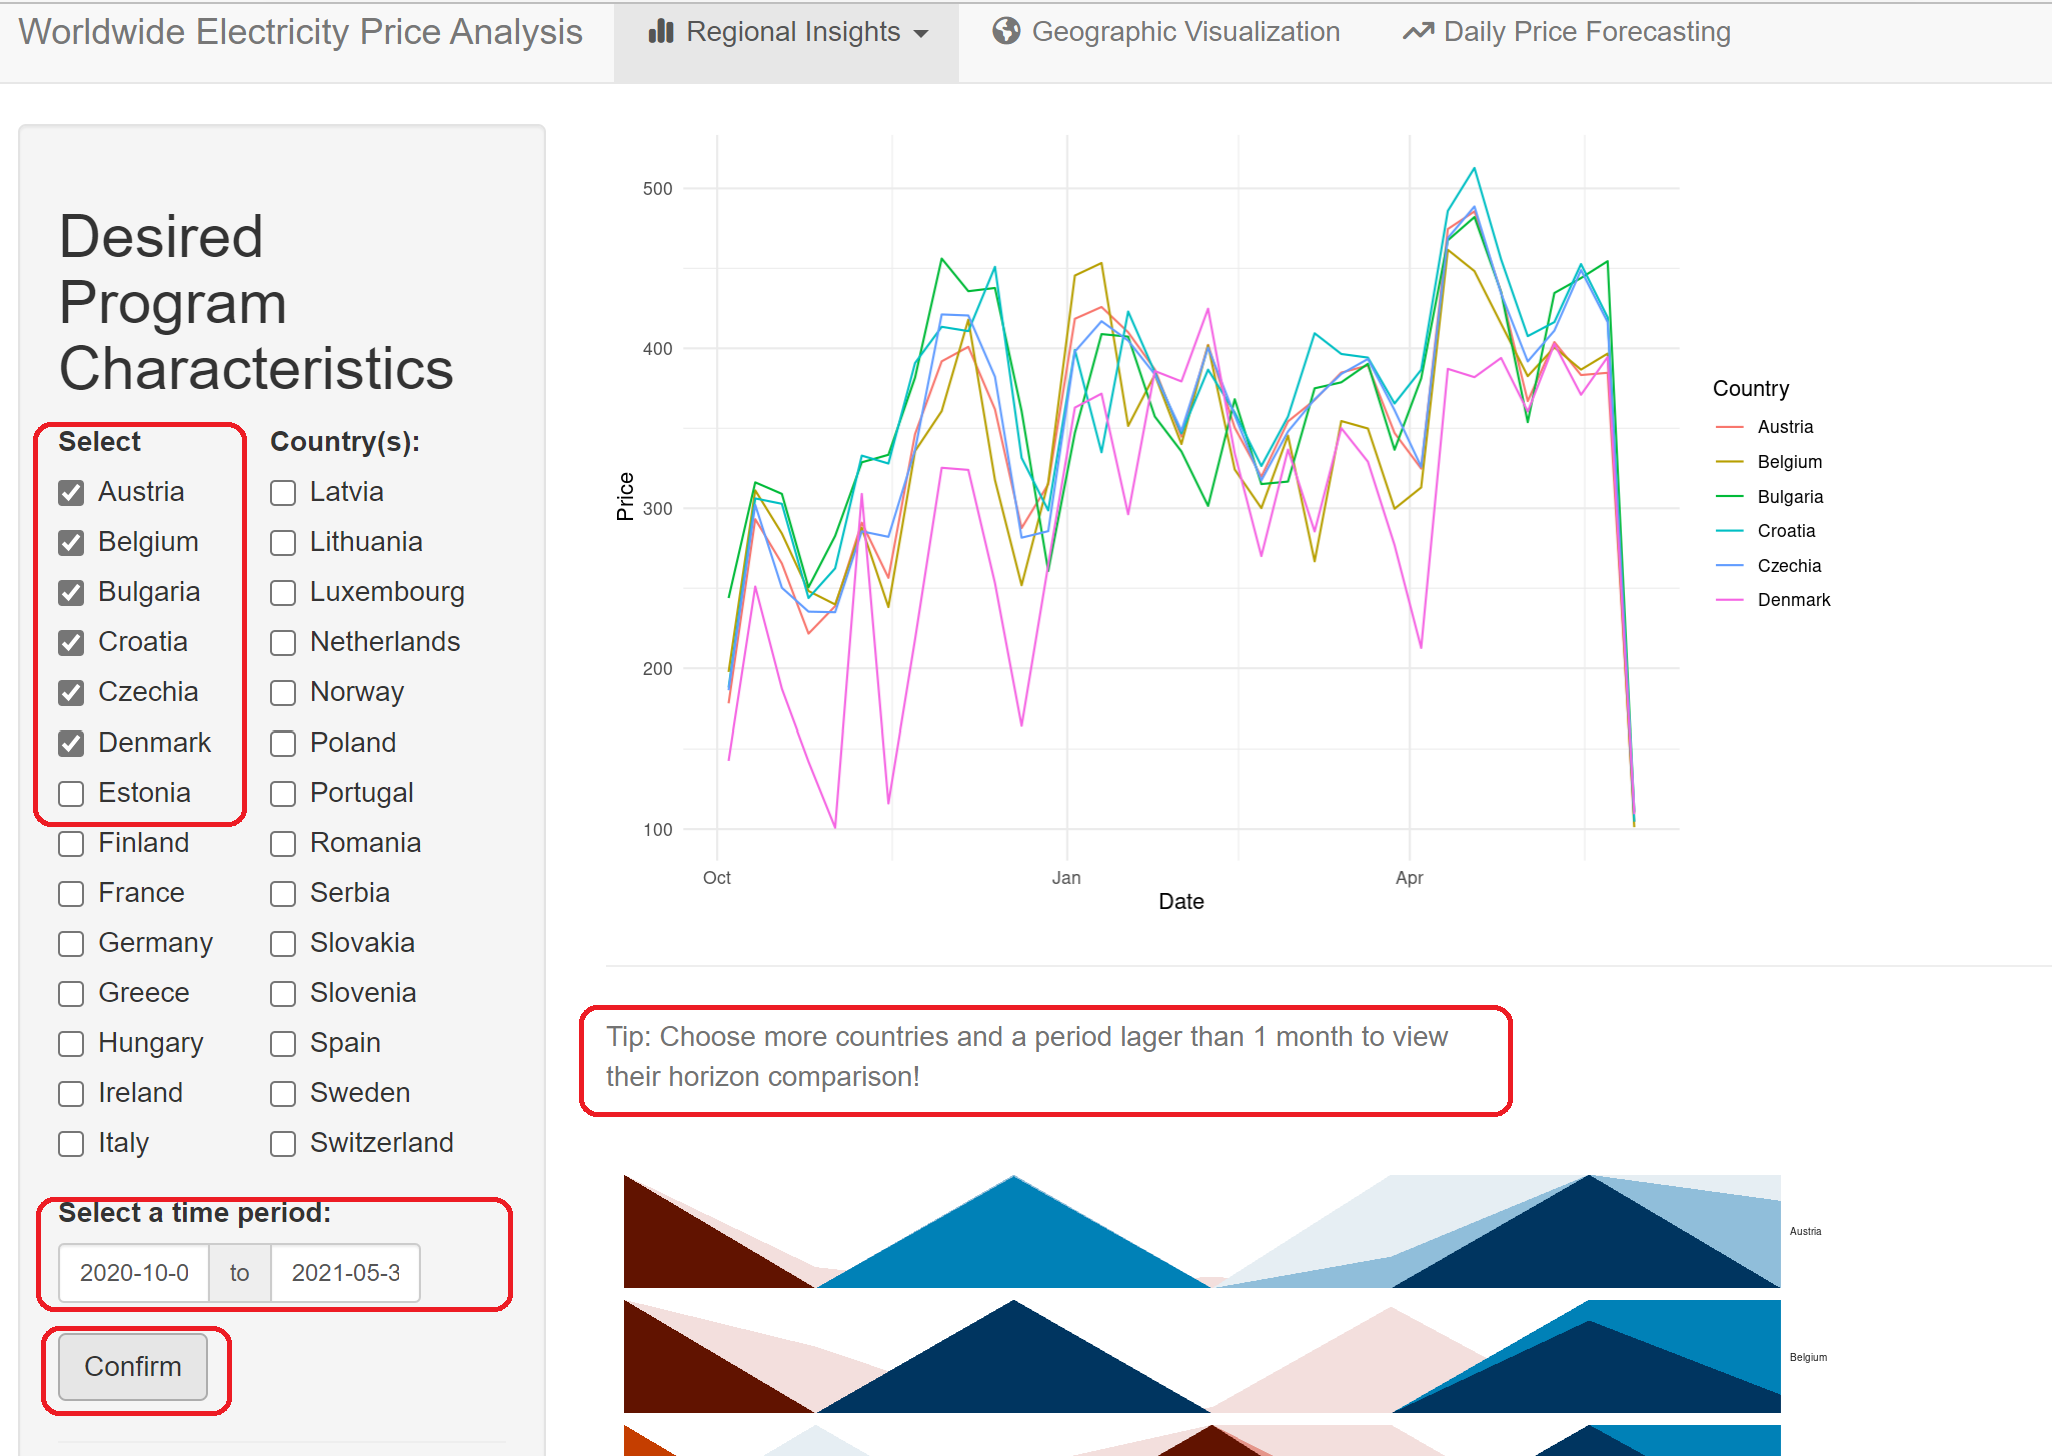 Worldwide Electricity Price Analysis
Regional Insights
Geographic Visualization
Daily Price Forecasting
Desired
Program
Characteristics
Select Country(s):
Austria
Belgium
Bulgaria
Croatia
Czechia
Denmark
Estonia
Finland
France
Germany
Greece
Hungary
Ireland
Italy
Latvia
Lithuania
Luxembourg
Netherlands
Norway
Poland
Portugal
Romania
Serbia
Slovakia
Slovenia
Spain
Sweden
Switzerland
Select a time period:
2020-10-0 to 2021-05-3
Confirm
Price
500
400
300
200
100
Oct
Jan
Apr
Date
Country
Austria
Belgium
Bulgaria
Croatia
Czechia
Denmark
Tip: Choose more countries and a period lager than 1 month to view
their horizon comparison!
Austria
Belgium